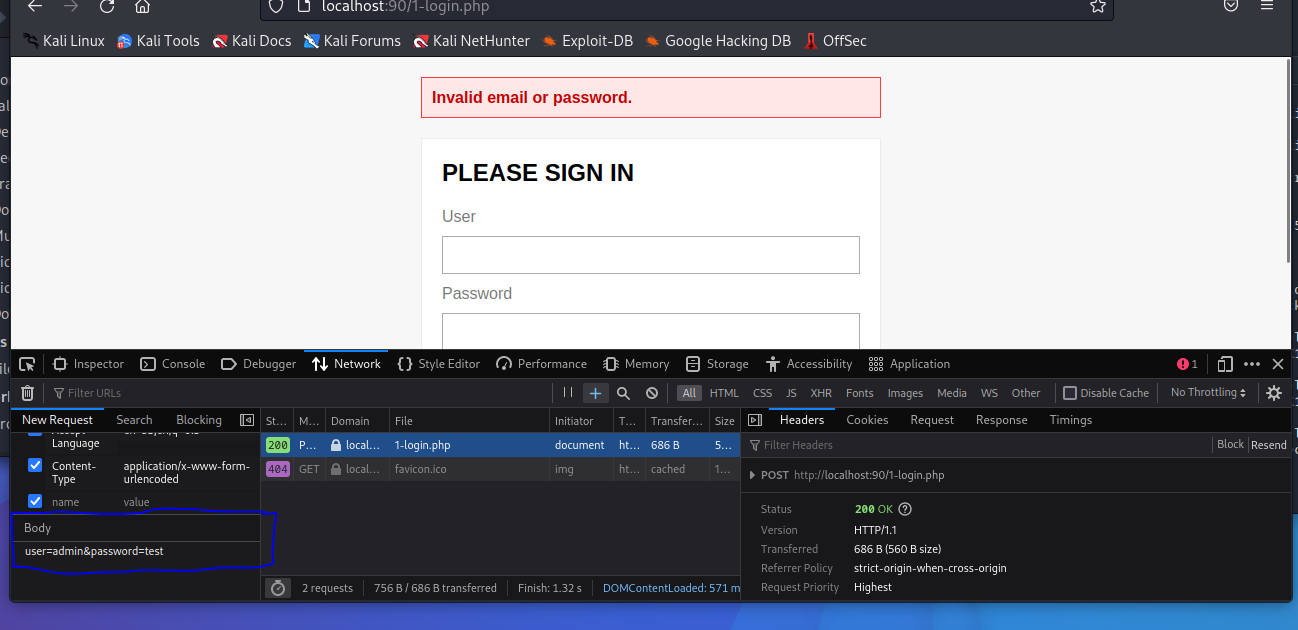 localhost:90/1-login.php
Kali Linux Kali Tools Kali Docs Kali Forums Kali NetHunter Exploit-DB Google Hacking DB OffSec
Invalid email or password.
PLEASE SIGN IN
User
Password
Inspector Console Debugger Network Style Editor Performance Memory Storage Accessibility Application 1
Filter URLs All HTML CSS JS XHR Fonts Images Media WS Other Disable Cache No Throttling
New Request Search Blocking St... M... Domain File Initiator T... Transfer... Size Headers Cookies Request Response Timings
Language
200 P... local... 1-login.php document ht... 686 B 5... Filter Headers Block Resend
Content-Type application/x-www-form-urlencoded
404 GET local... favicon.ico img ht... cached 1...
POST http://localhost:90/1-login.php
name value
Status 200 OK
Body
Version HTTP/1.1
user=admin&password=test
Transferred 686 B (560 B size)
Referrer Policy strict-origin-when-cross-origin
2 requests 756 B / 686 B transferred Finish: 1.32 s DOMContentLoaded: 571 m
Request Priority Highest